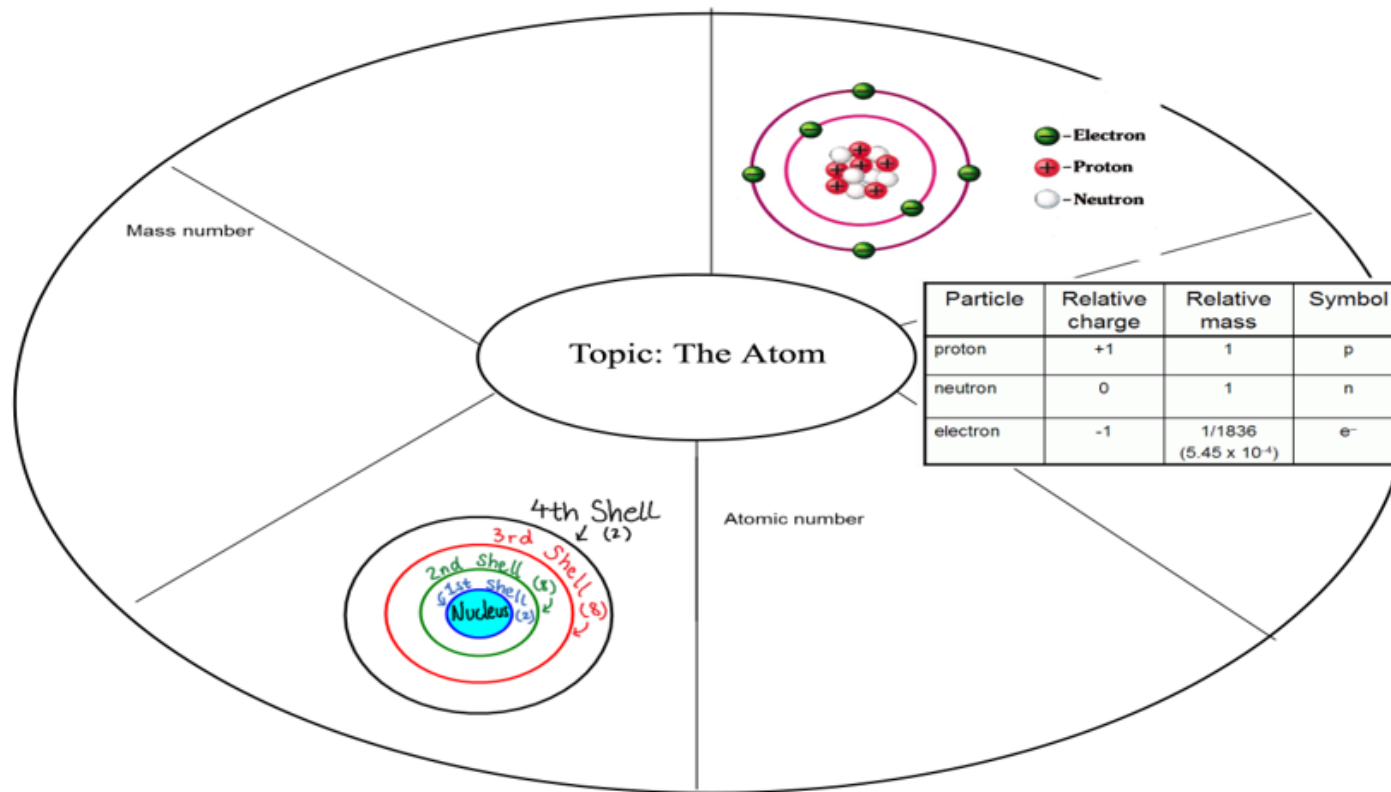 -Electron
-Proton
-Neutron
Mass number
Topic: The Atom
Particle Relative charge Relative mass Symbol
proton +1 1 p
neutron 0 1 n
electron -1 1/1836 (5.45 x 10⁻⁴) e⁻
Atomic number
4th Shell
(2)
3rd Shell (8)
2nd Shell (8)
1st Shell (2)
Nucleus